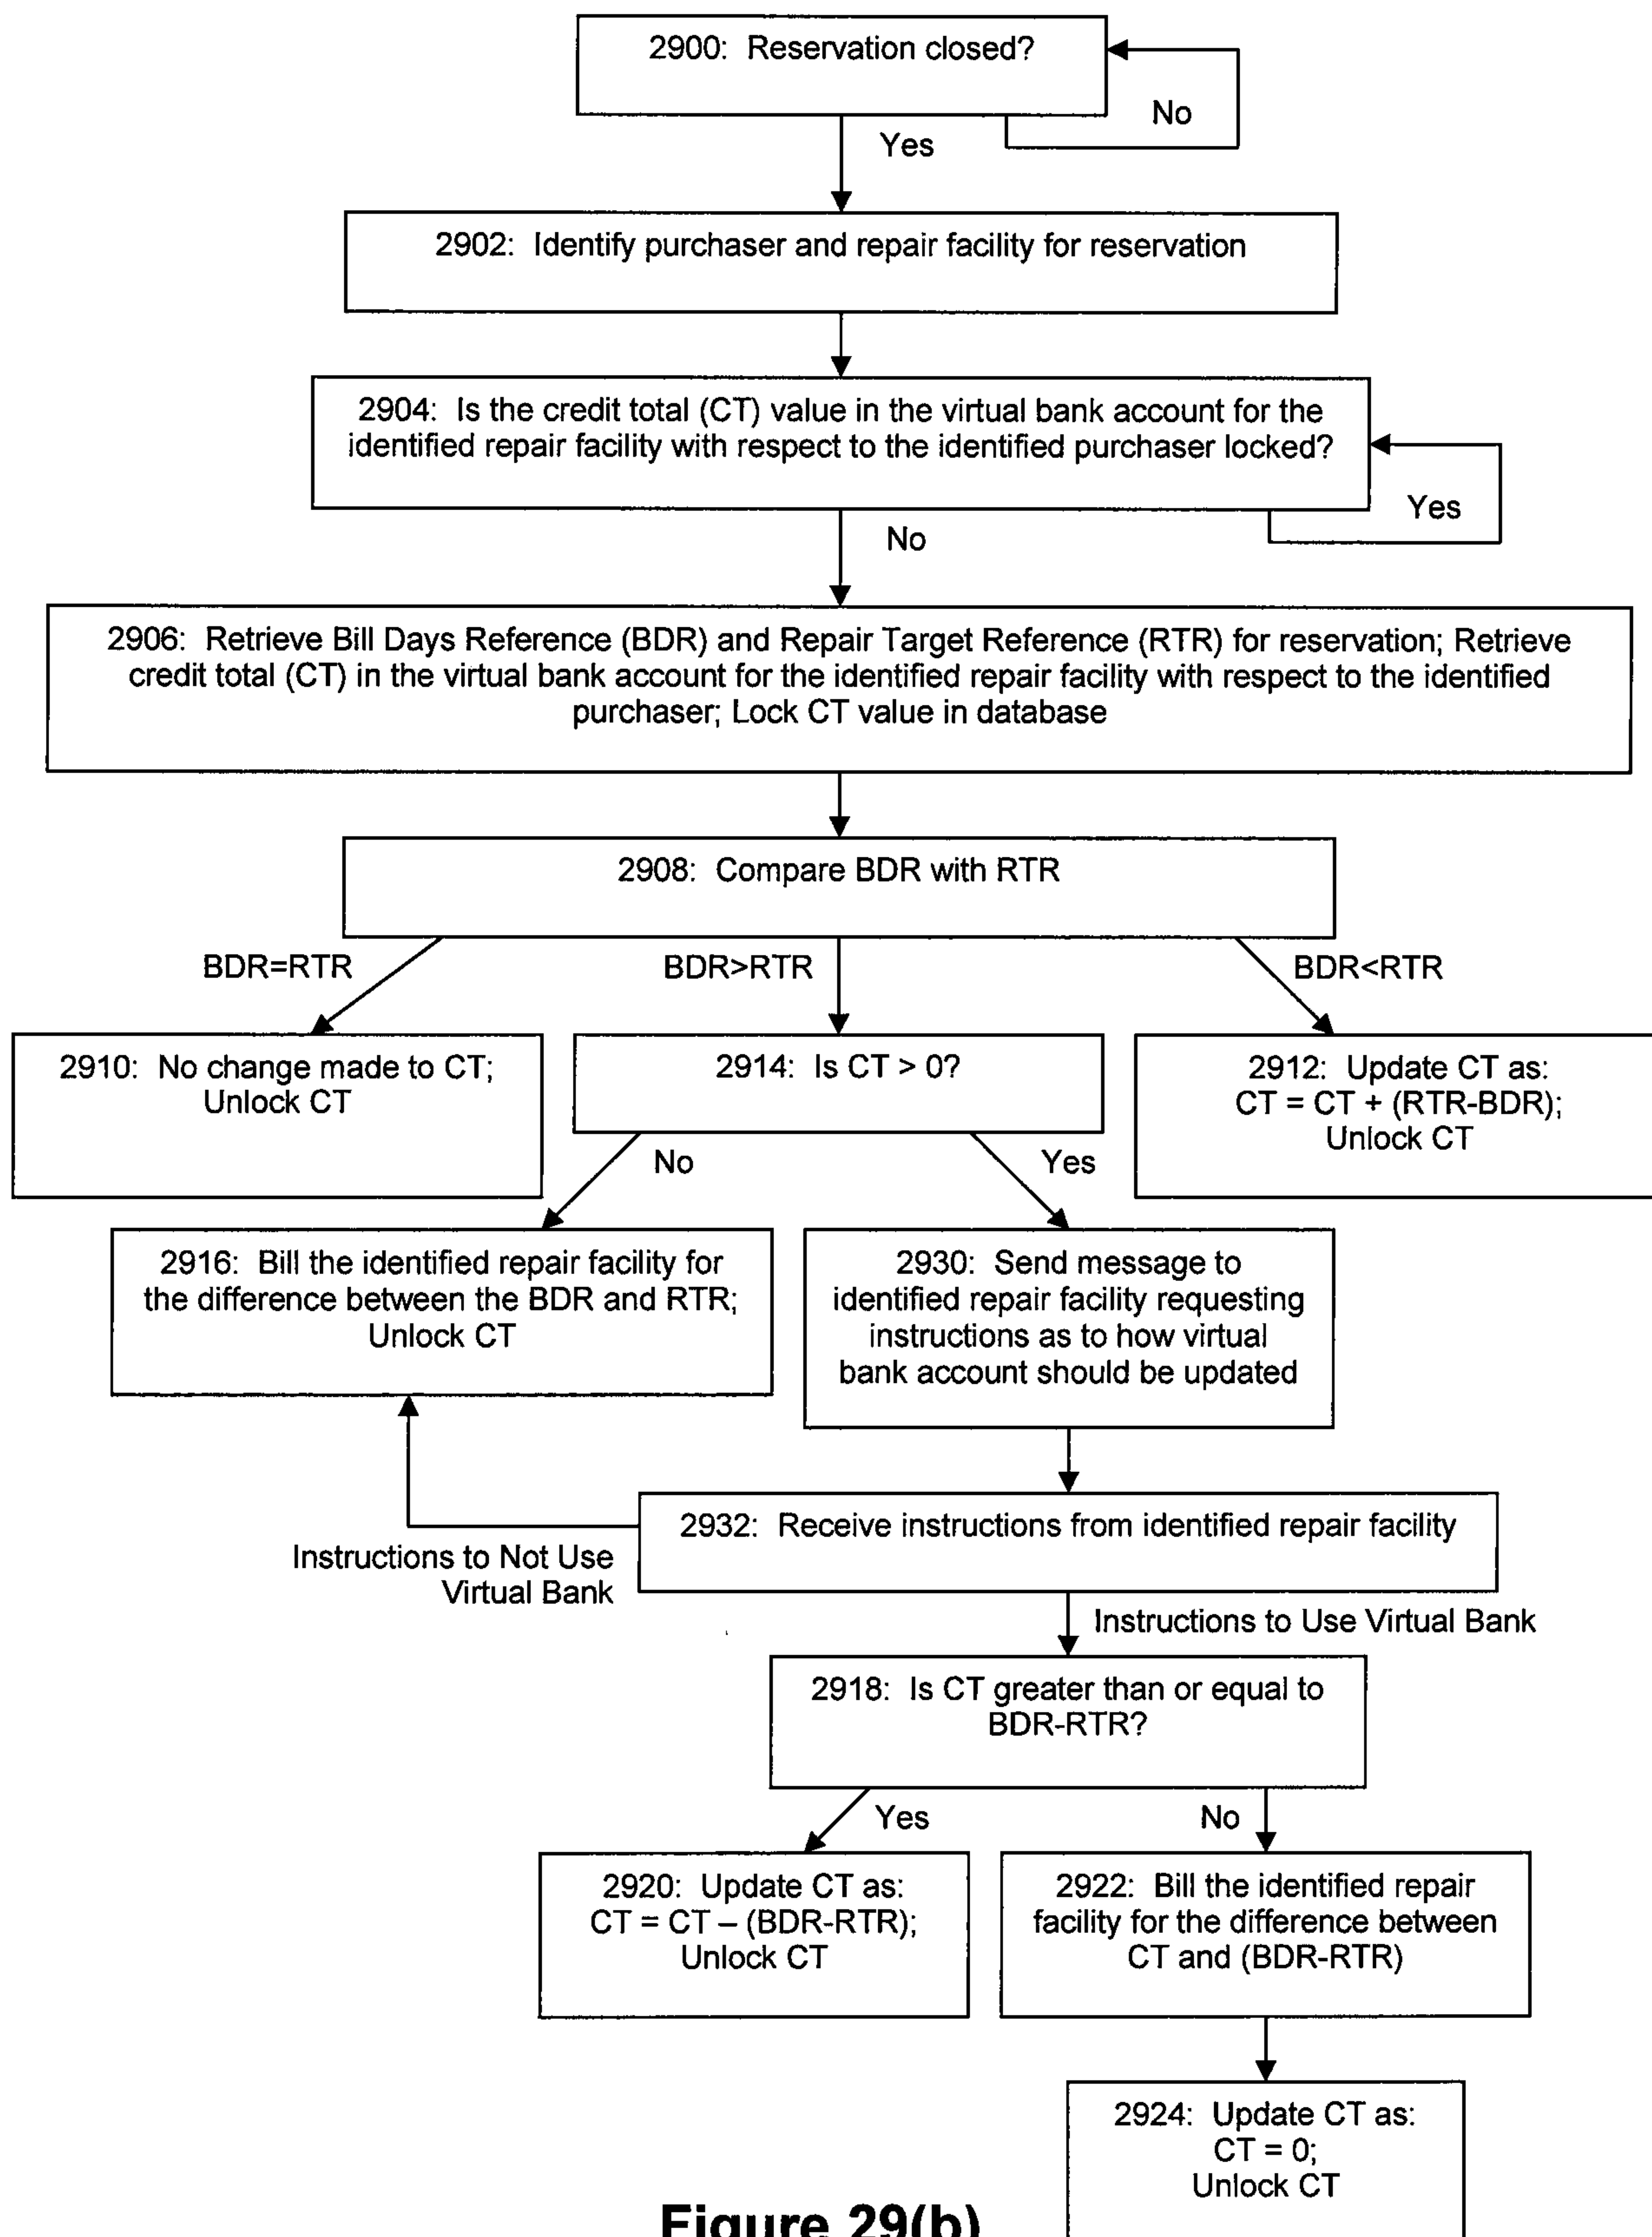 2900: Reservation closed?
No
Yes
2902: Identify purchaser and repair facility for reservation
2904: Is the credit total (CT) value in the virtual bank account for the
identified repair facility with respect to the identified purchaser locked?
Yes
No
2906: Retrieve Bill Days Reference (BDR) and Repair Target Reference (RTR) for reservation; Retrieve
credit total (CT) in the virtual bank account for the identified repair facility with respect to the identified
purchaser; Lock CT value in database
2908: Compare BDR with RTR
BDR=RTR
BDR>RTR
BDR<RTR
2910: No change made to CT;
Unlock CT
2914: Is CT > 0?
2912: Update CT as:
CT = CT + (RTR-BDR);
Unlock CT
No
Yes
2916: Bill the identified repair facility for
the difference between the BDR and RTR;
Unlock CT
2930: Send message to
identified repair facility requesting
instructions as to how virtual
bank account should be updated
2932: Receive instructions from identified repair facility
Instructions to Not Use
Virtual Bank
Instructions to Use Virtual Bank
2918: Is CT greater than or equal to
BDR-RTR?
Yes
No
2920: Update CT as:
CT = CT – (BDR-RTR);
Unlock CT
2922: Bill the identified repair
facility for the difference between
CT and (BDR-RTR)
2924: Update CT as:
CT = 0;
Unlock CT
Figure 29(b)